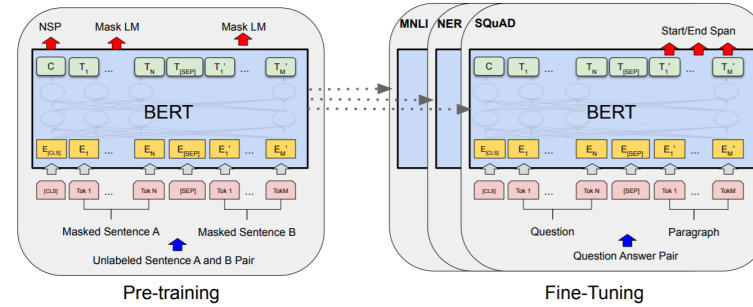 NSP Mask LM Mask LM
C T1 ... TN T[SEP] T1' ... TM'
BERT
E[CLS] E1 ... EN E[SEP] E1' ... EM'
[CLS] Tok 1 ... Tok N [SEP] Tok 1 ... TokM
Masked Sentence A Masked Sentence B
Unlabeled Sentence A and B Pair
Pre-training
MNLI NER SQuAD
Start/End Span
C T1 ... TN T[SEP] T1' ... TM'
BERT
E[CLS] E1 ... EN E[SEP] E1' ... EM'
[CLS] Tok 1 ... Tok N [SEP] Tok 1 ... TokM
Question Paragraph
Question Answer Pair
Fine-Tuning